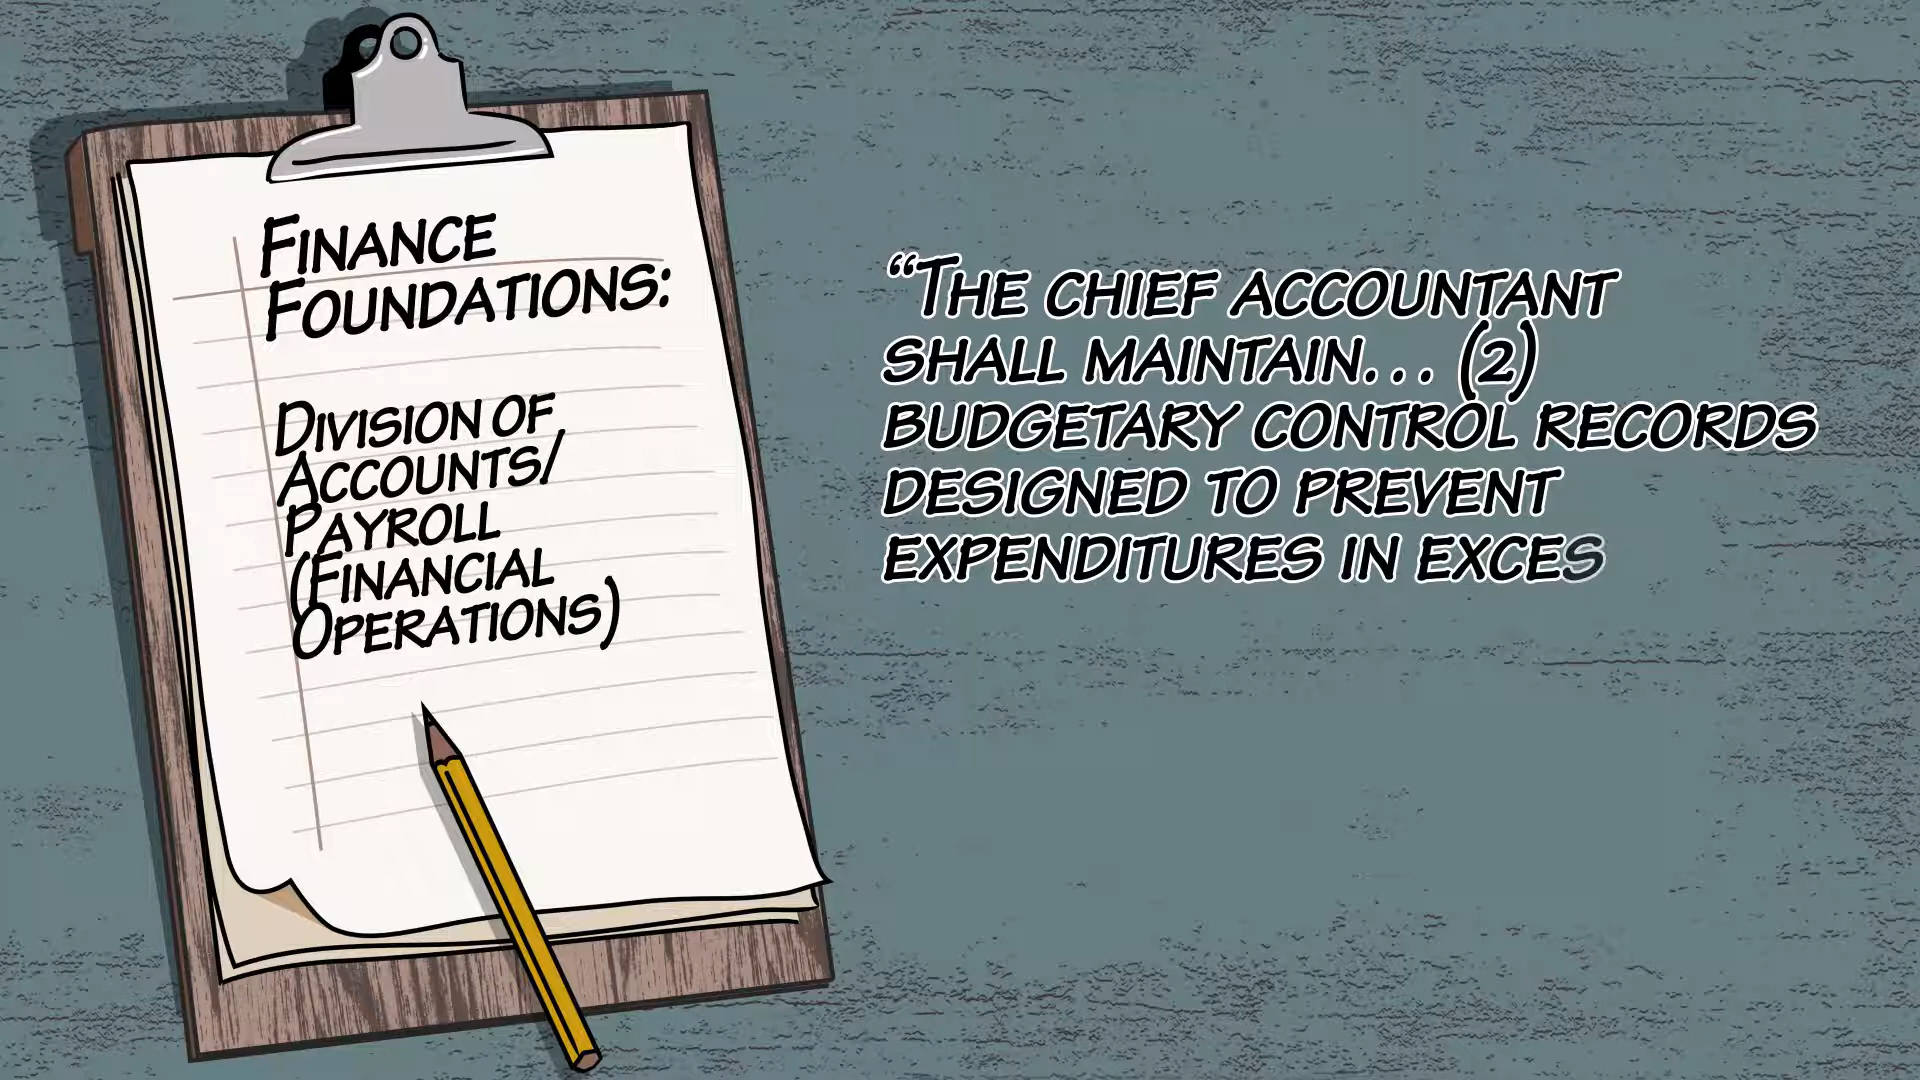 Finance
Foundations:
Division of
Accounts/
Payroll
(Financial
Operations)
“The chief accountant
shall maintain... (2)
budgetary control records
designed to prevent
expenditures in exces